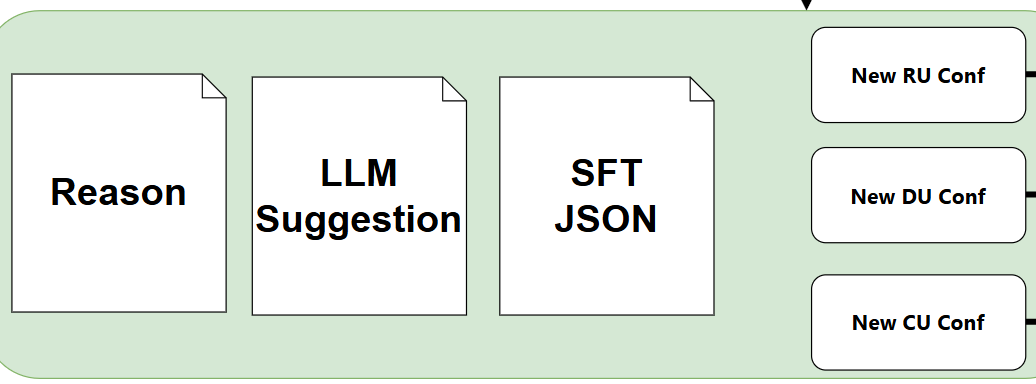 Reason
LLM
Suggestion
SFT
JSON
New RU Conf
New DU Conf
New CU Conf